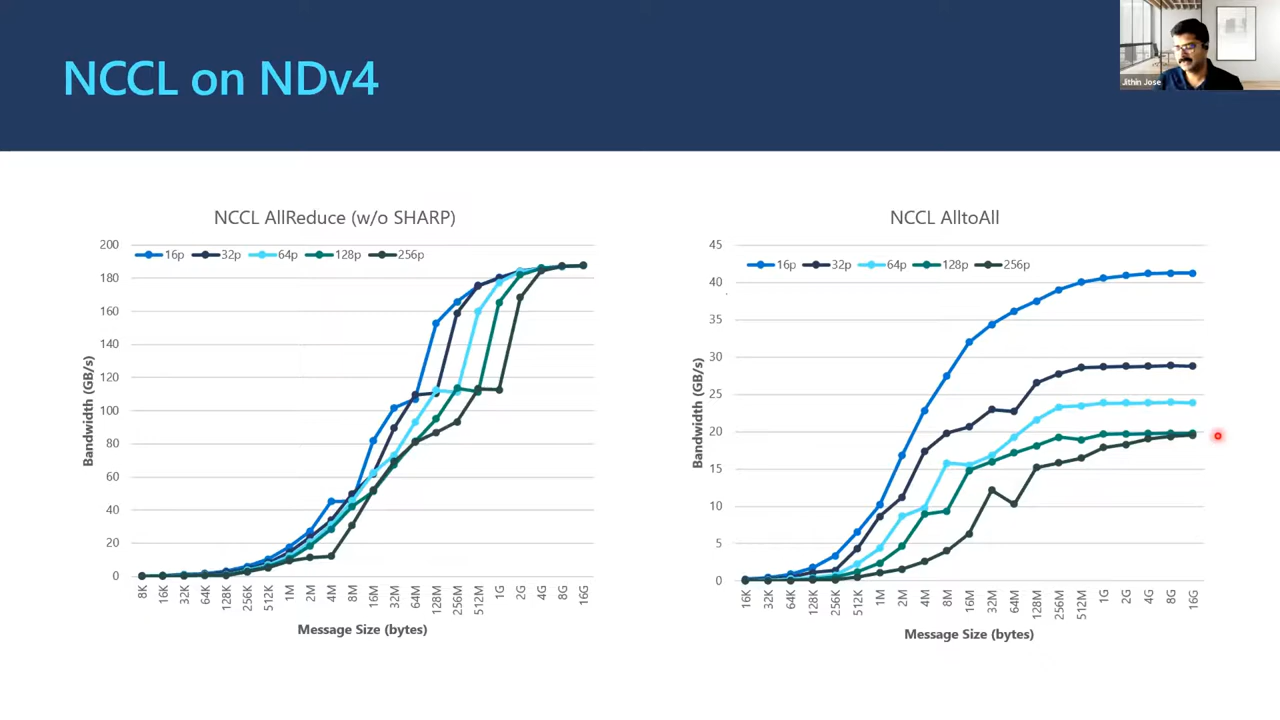 NCCL on NDv4
Jithin Jose
NCCL AllReduce (w/o SHARP)
16p 32p 64p 128p 256p
200
180
160
140
120
100
80
60
40
20
0
Bandwidth (GB/s)
8K 16K 32K 64K 128K 256K 512K 1M 2M 4M 8M 16M 32M 64M 128M 256M 512M 1G 2G 4G 8G 16G
Message Size (bytes)
NCCL AlltoAll
16p 32p 64p 128p 256p
45
40
35
30
25
20
15
10
5
0
Bandwidth (GB/s)
16K 32K 64K 128K 256K 512K 1M 2M 4M 8M 16M 32M 64M 128M 256M 512M 1G 2G 4G 8G 16G
Message Size (bytes)